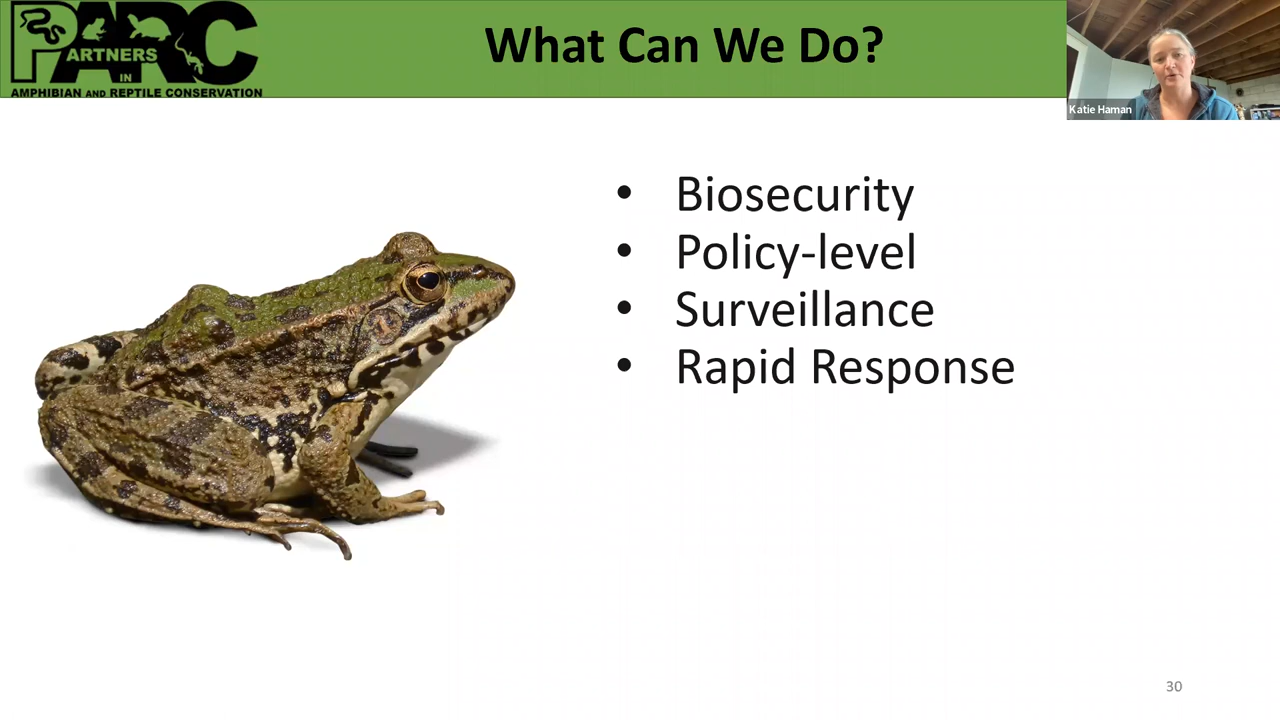 PARC
PARTNERS
IN
AMPHIBIAN AND REPTILE CONSERVATION
What Can We Do?
Katie Haman
• Biosecurity
• Policy-level
• Surveillance
• Rapid Response
30